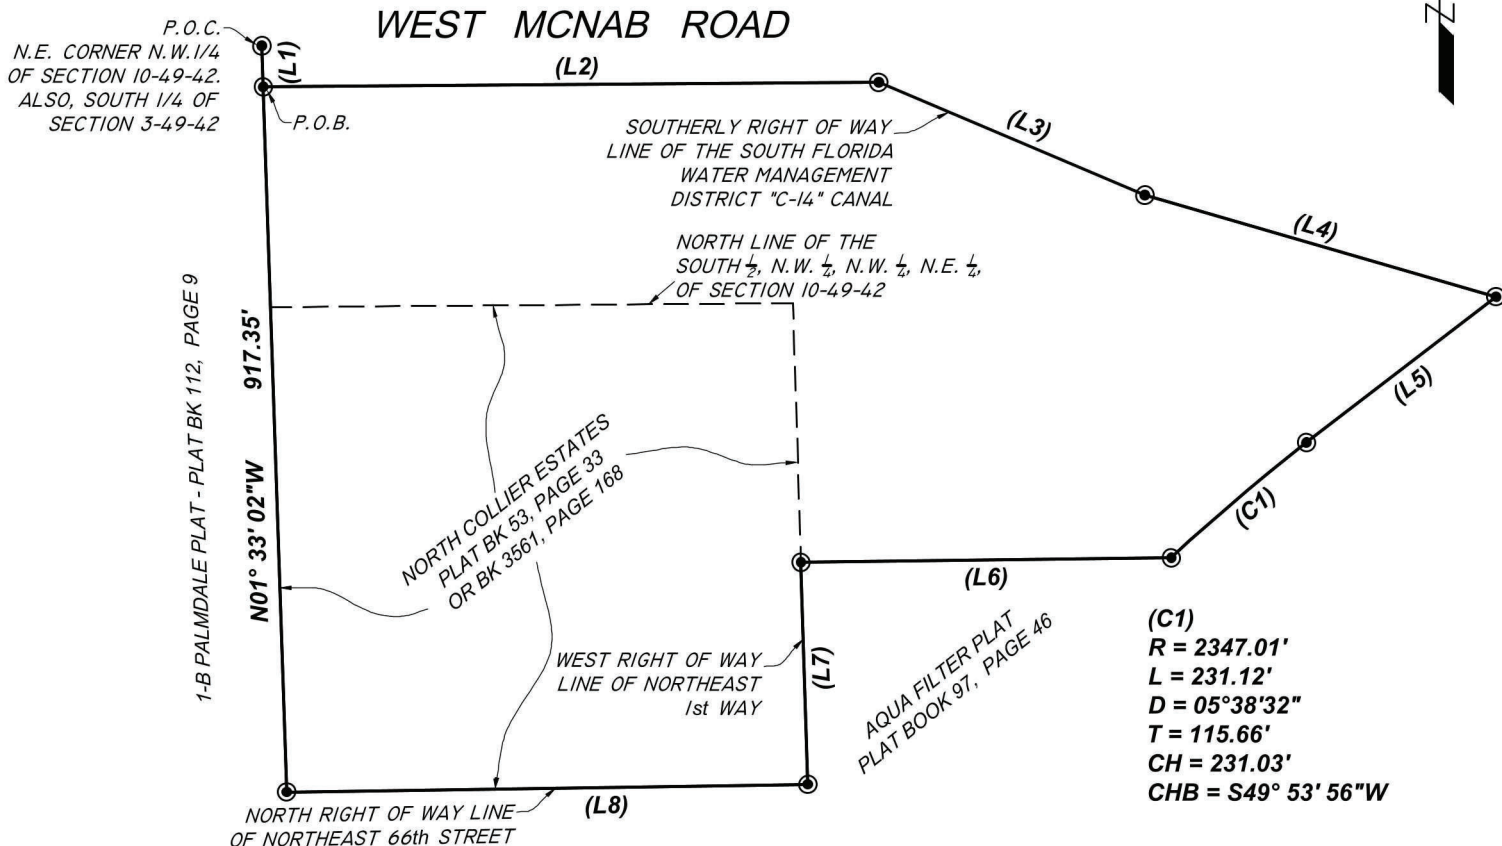 WEST MCNAB ROAD
P.O.C.
N.E. CORNER N.W.1/4
OF SECTION 10-49-42.
ALSO, SOUTH 1/4 OF
SECTION 3-49-42
(L1)
P.O.B.
(L2)
Z
SOUTHERLY RIGHT OF WAY
LINE OF THE SOUTH FLORIDA
WATER MANAGEMENT
DISTRICT "C-14" CANAL
(L3)
(L4)
NORTH LINE OF THE
SOUTH 1/2, N.W. 1/4, N.W. 1/4, N.E. 1/4,
OF SECTION 10-49-42
1-B PALMDALE PLAT - PLAT BK 112, PAGE 9
N01° 33' 02"W 917.35'
NORTH COLLIER ESTATES
PLAT BK 53, PAGE 33
OR BK 3561, PAGE 168
(L5)
(C1)
(L6)
WEST RIGHT OF WAY
LINE OF NORTHEAST
1st WAY
(L7)
AQUA FILTER PLAT
PLAT BOOK 97, PAGE 46
(C1)
R = 2347.01'
L = 231.12'
D = 05°38'32"
T = 115.66'
CH = 231.03'
CHB = S49° 53' 56"W
(L8)
NORTH RIGHT OF WAY LINE
OF NORTHEAST 66th STREET